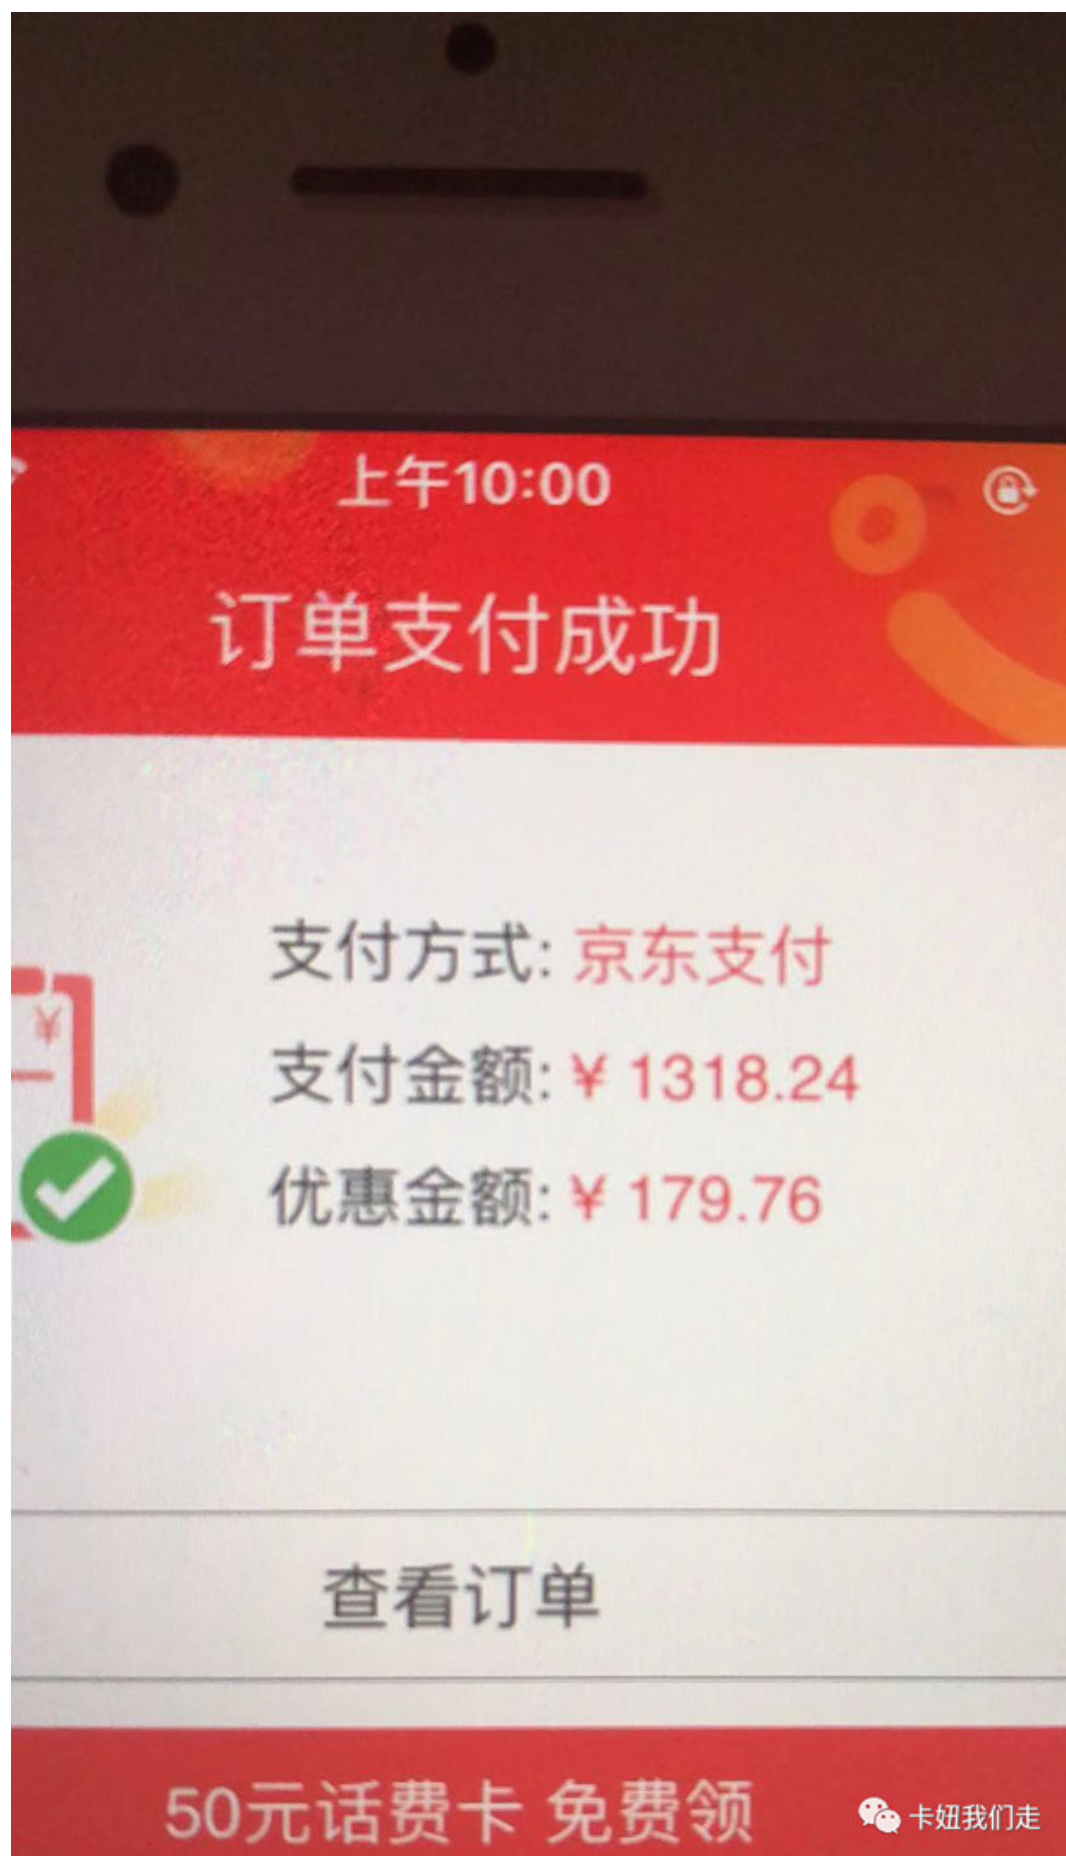 上午10:00
订单支付成功
支付方式: 京东支付
¥
支付金额: ¥ 1318.24
优惠金额: ¥ 179.76
查看订单
50元话费卡 免费领
卡妞我们走